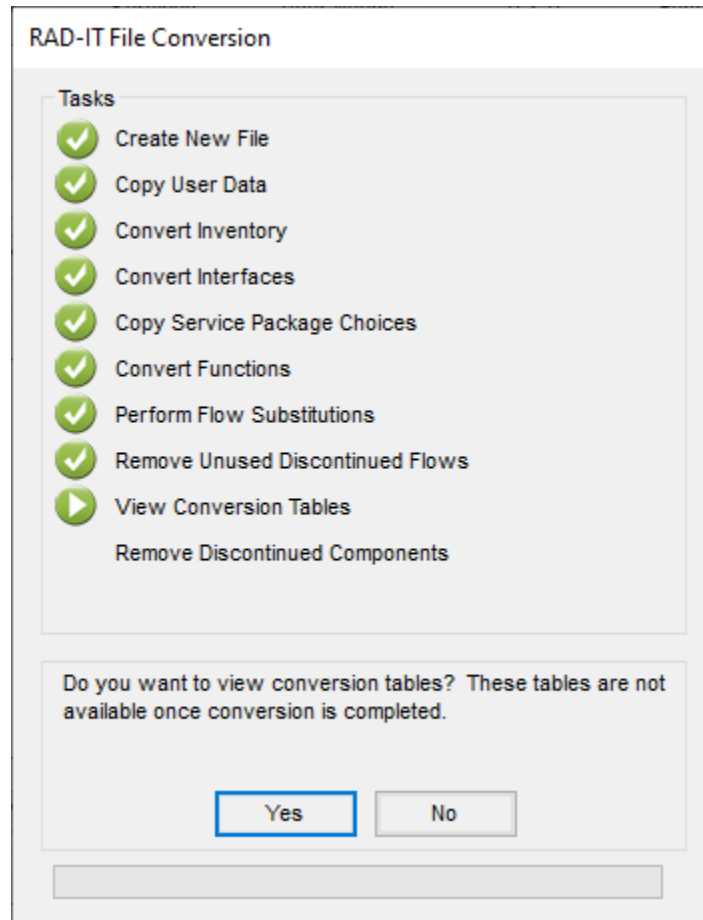 RAD-IT File Conversion
Tasks
Create New File
Copy User Data
Convert Inventory
Convert Interfaces
Copy Service Package Choices
Convert Functions
Perform Flow Substitutions
Remove Unused Discontinued Flows
View Conversion Tables
Remove Discontinued Components
Do you want to view conversion tables?  These tables are not
available once conversion is completed.
Yes
No